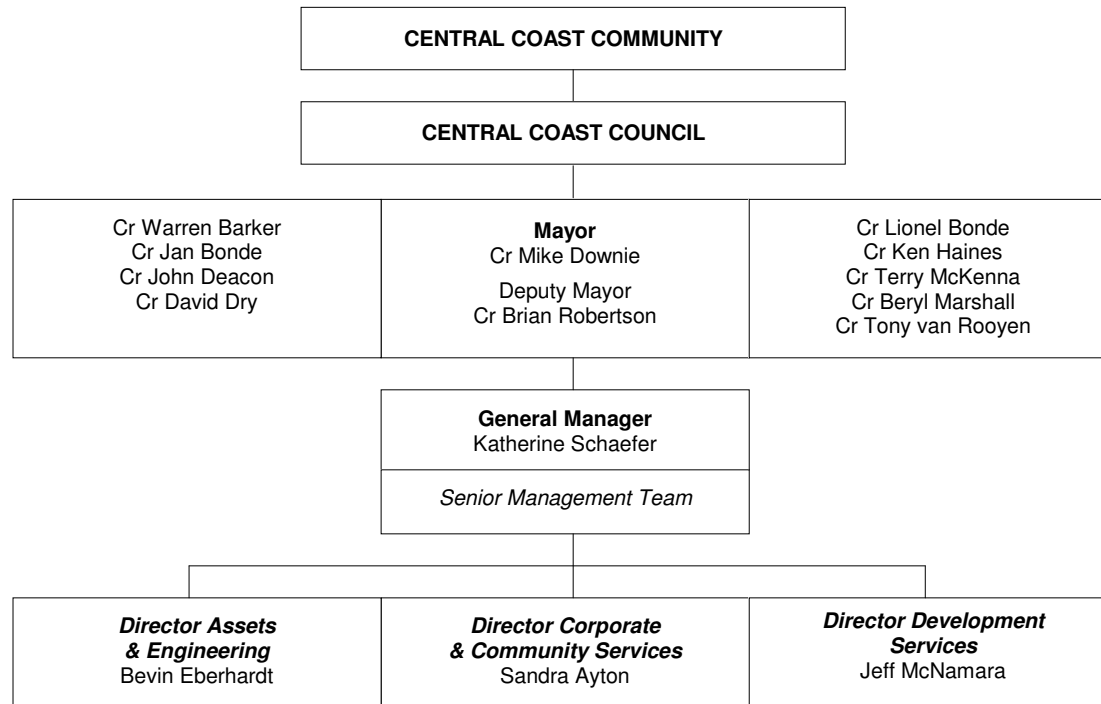 CENTRAL COAST COMMUNITY
CENTRAL COAST COUNCIL
Cr Warren Barker
Cr Jan Bonde
Cr John Deacon
Cr David Dry
Mayor
Cr Mike Downie
Deputy Mayor
Cr Brian Robertson
Cr Lionel Bonde
Cr Ken Haines
Cr Terry McKenna
Cr Beryl Marshall
Cr Tony van Rooyen
General Manager
Katherine Schaefer
Senior Management Team
Director Assets
& Engineering
Bevin Eberhardt
Director Corporate
& Community Services
Sandra Ayton
Director Development
Services
Jeff McNamara